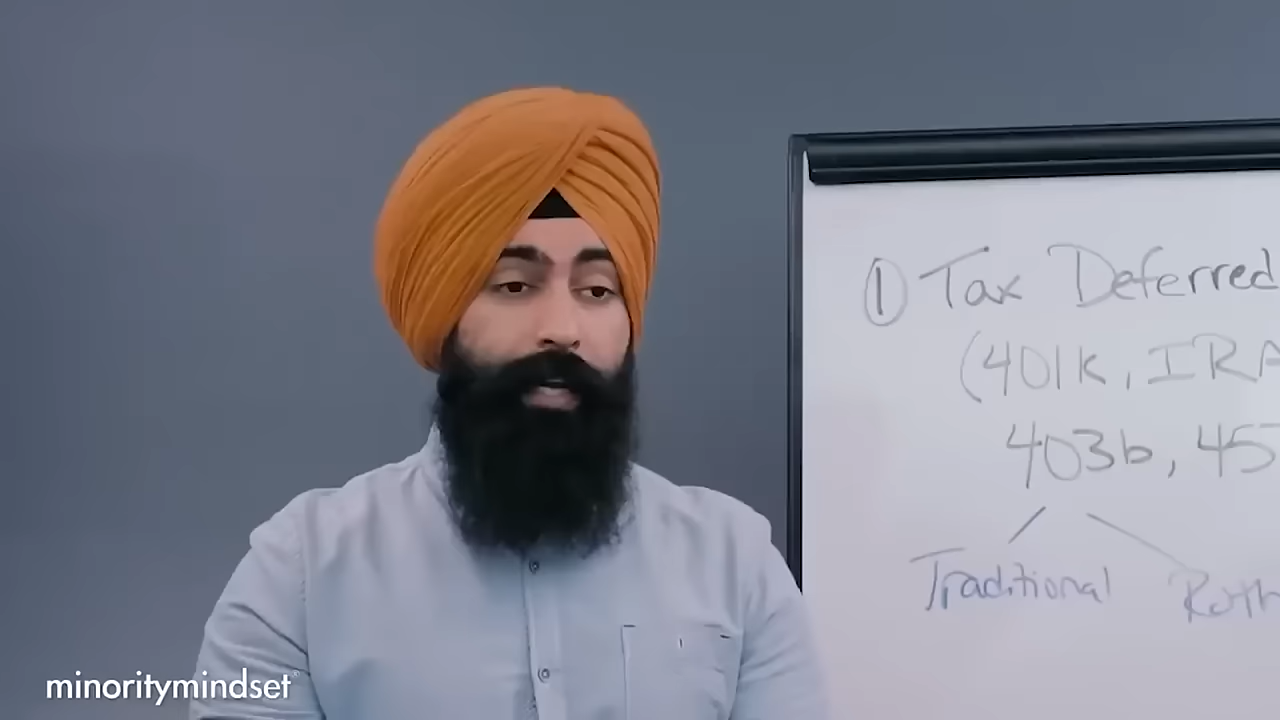 ① Tax Deferred
(401k, IRA
403b, 45
Traditional Roth
minoritymindset